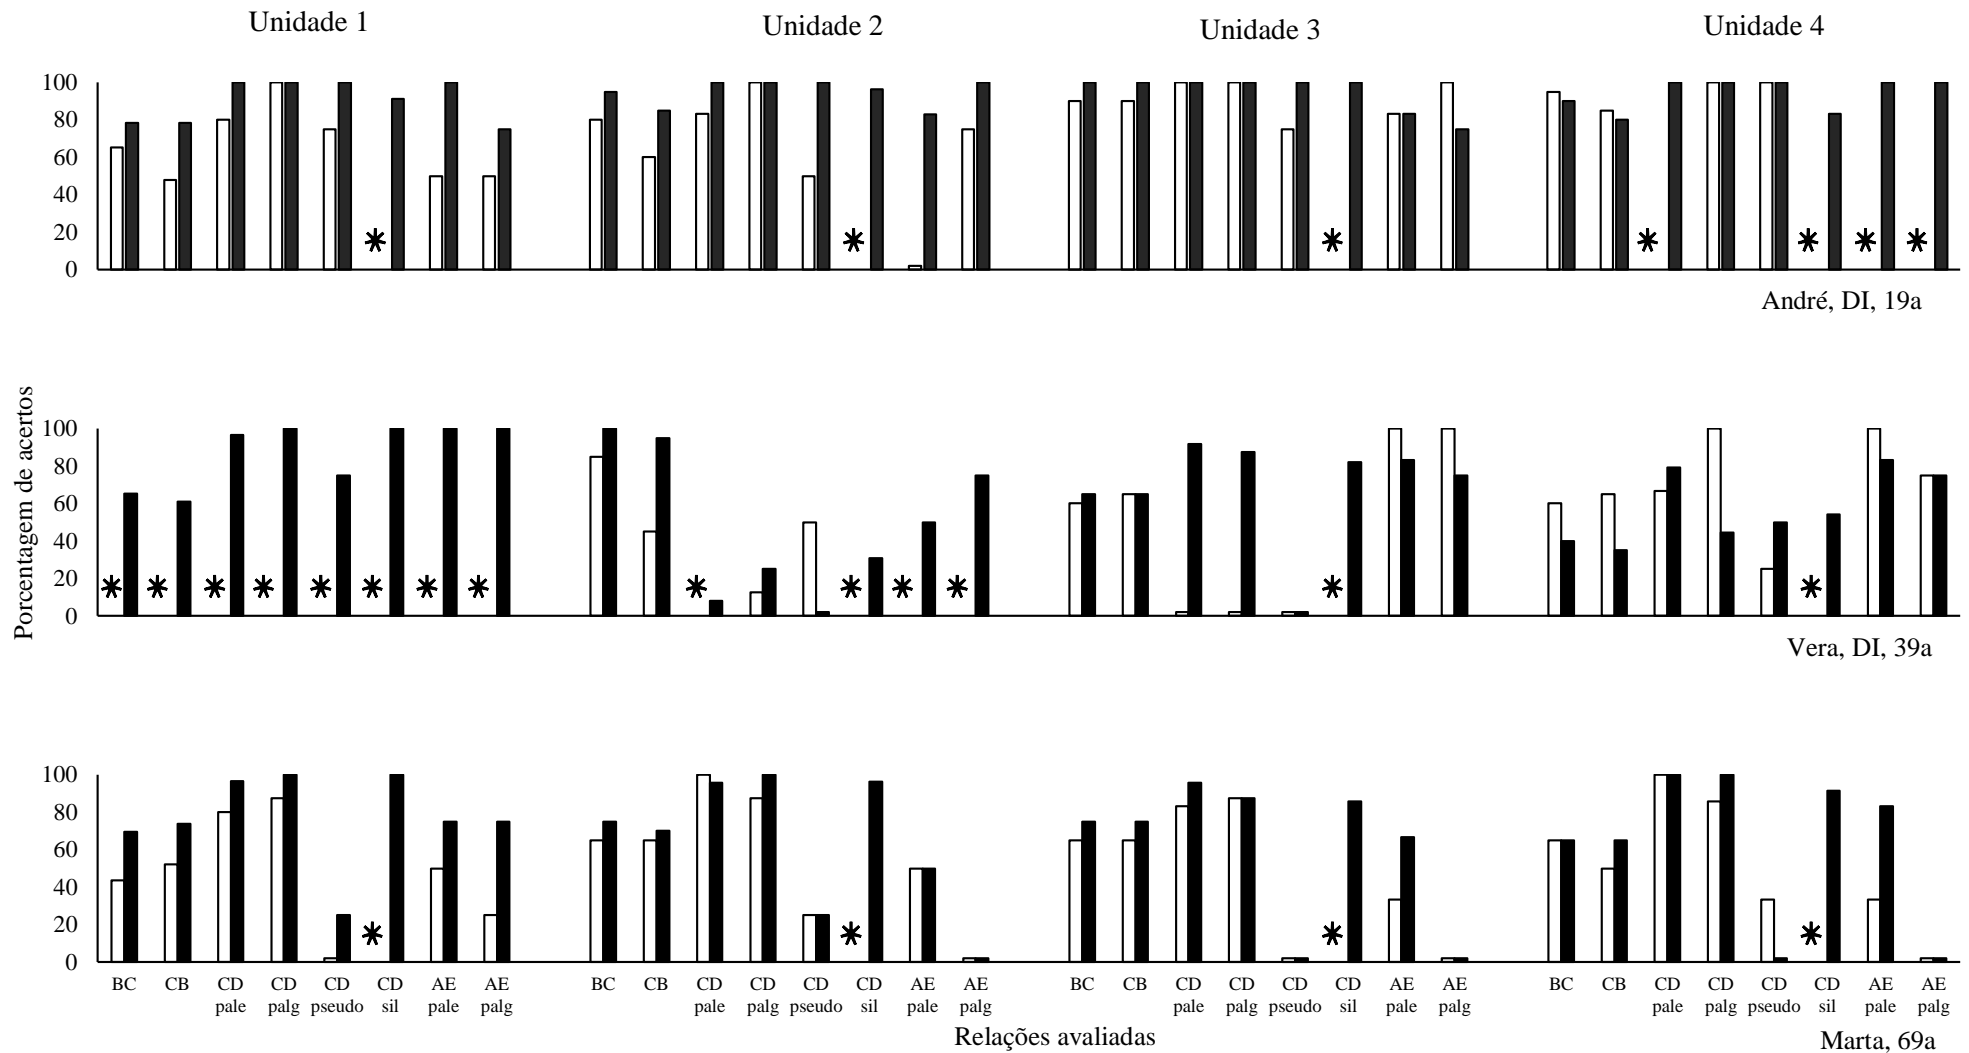 Unidade 1 Unidade 2 Unidade 3 Unidade 4
100
80
60
40
20
0
André, DI, 19a
Porcentagem de acertos
100
80
60
40
20
0
Vera, DI, 39a
100
80
60
40
20
0
BC CB CD CD CD CD AE AE BC CB CD CD CD CD AE AE BC CB CD CD CD CD AE AE BC CB CD CD CD CD AE AE
pale palg pseudo sil pale palg pale palg pseudo sil pale palg pale palg pseudo sil pale palg pale palg pseudo sil pale palg
Relações avaliadas
Marta, 69a